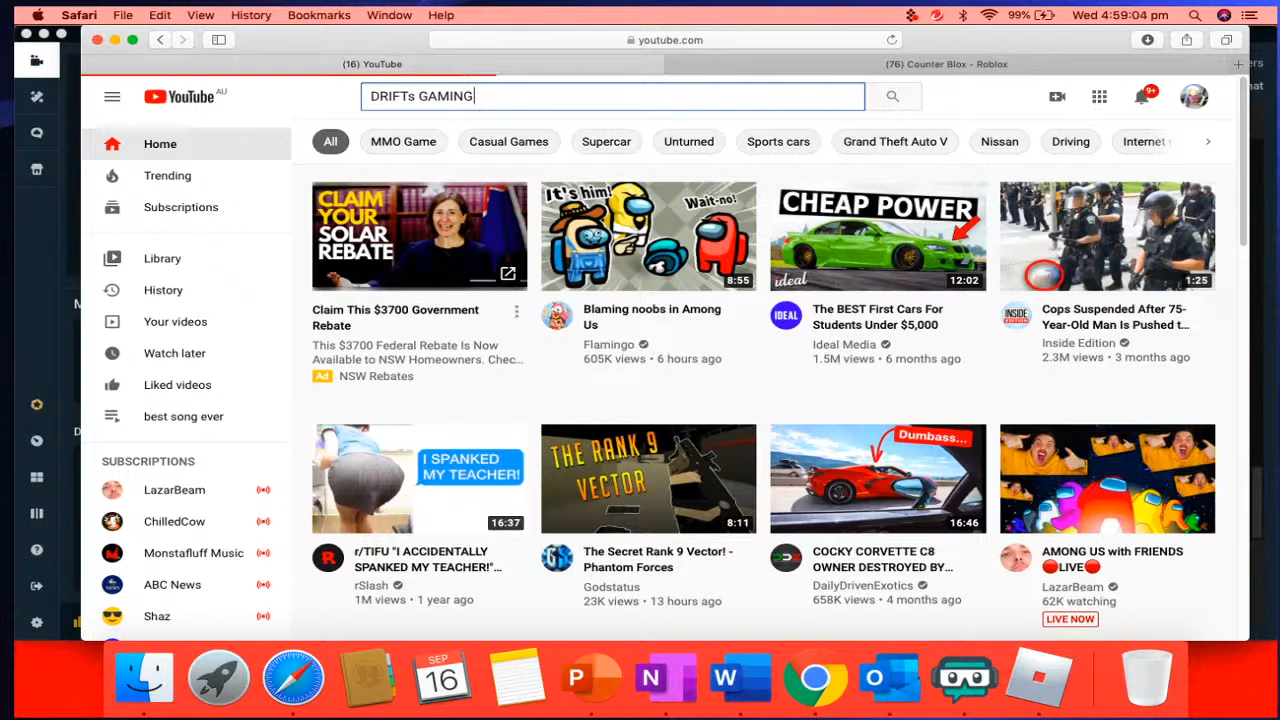 Safari File Edit View History Bookmarks Window Help 99% Wed 4:59:04 pm
youtube.com
(16) YouTube (76) Counter Blox - Roblox
YouTube AU DRIFTs GAMING 9+
All MMO Game Casual Games Supercar Unturned Sports cars Grand Theft Auto V Nissan Driving Internet
Home
Trending
Subscriptions
Library
History
Your videos
Watch later
Liked videos
best song ever
SUBSCRIPTIONS
LazarBeam
ChilledCow
Monstafluff Music
ABC News
Shaz
CLAIM
YOUR
SOLAR
REBATE
Claim This $3700 Government
Rebate
This $3700 Federal Rebate Is Now
Available to NSW Homeowners. Chec...
Ad NSW Rebates
It's him!
Wait-no!
8:55
Blaming noobs in Among
Us
Flamingo
605K views • 6 hours ago
CHEAP POWER
ideal
12:02
IDEAL
The BEST First Cars For
Students Under $5,000
Ideal Media
1.5M views • 6 months ago
1:25
INSIDE EDITION
Cops Suspended After 75-
Year-Old Man Is Pushed t...
Inside Edition
2.3M views • 3 months ago
I SPANKED
MY TEACHER!
16:37
R
r/TIFU "I ACCIDENTALLY
SPANKED MY TEACHER!"...
rSlash
1M views • 1 year ago
THE RANK 9
VECTOR
8:11
The Secret Rank 9 Vector! -
Phantom Forces
Godstatus
23K views • 13 hours ago
Dumbass...
16:46
COCKY CORVETTE C8
OWNER DESTROYED BY...
DailyDrivenExotics
658K views • 4 months ago
AMONG US with FRIENDS
🔴LIVE🔴
LazarBeam
62K watching
LIVE NOW
SEP
16
P
N
W
O